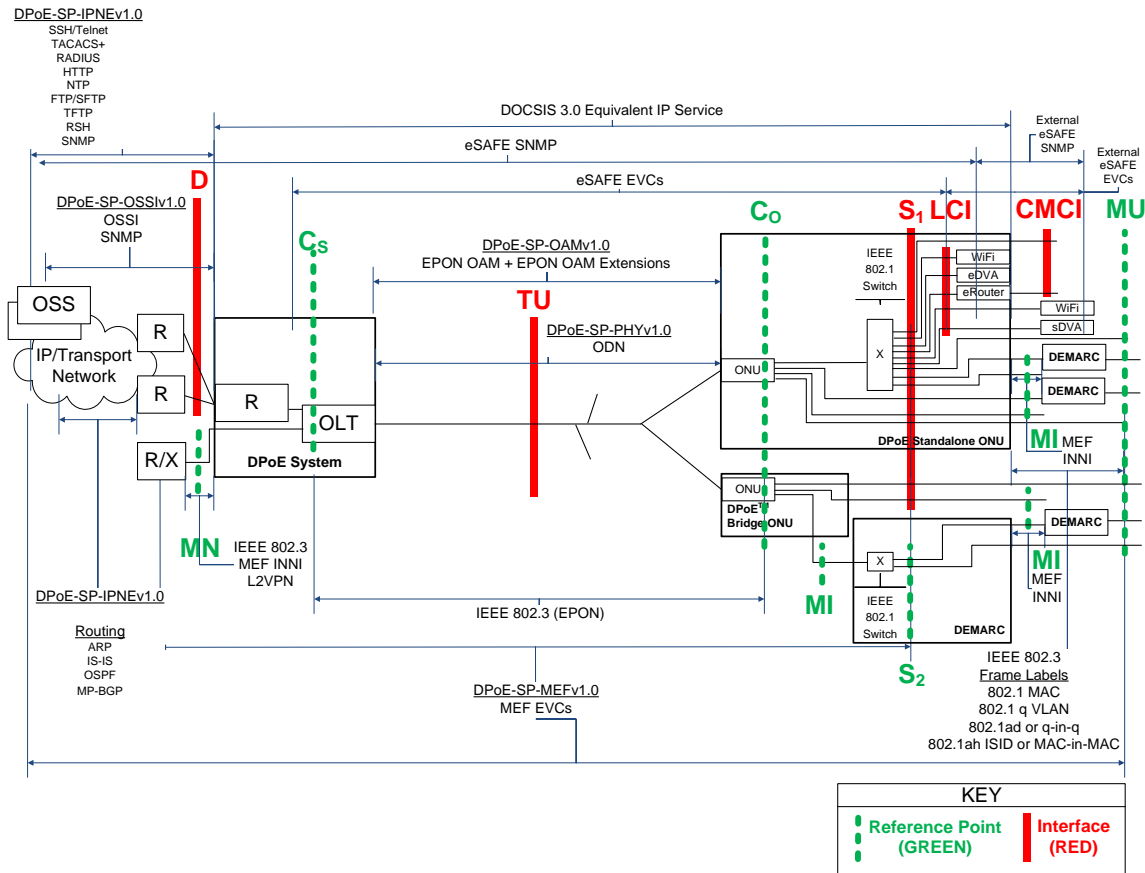 DPoE-SP-IPNEv1.0
SSH/Telnet
TACACS+
RADIUS
HTTP
NTP
FTP/SFTP
TFTP
RSH
SNMP
DOCSIS 3.0 Equivalent IP Service
eSAFE SNMP
External
eSAFE
SNMP
External
eSAFE
EVCs
eSAFE EVCs
D
DPoE-SP-OSSIv1.0
OSSI
SNMP
CS
DPoE-SP-OAMv1.0
EPON OAM + EPON OAM Extensions
CO
S1
LCI
CMCI
MU
TU
DPoE-SP-PHYv1.0
ODN
OSS
IP/Transport
Network
R
R
R
OLT
DPoE System
R/X
IEEE
802.1
Switch
WiFi
eDVA
eRouter
WiFi
sDVA
X
ONU
DEMARC
DEMARC
DPoE Standalone ONU
MI
MEF
INNI
ONU
DPoE™
Bridge ONU
MN
IEEE 802.3
MEF INNI
L2VPN
MI
X
IEEE
802.1
Switch
DEMARC
DEMARC
MI
MEF
INNI
DPoE-SP-IPNEv1.0
IEEE 802.3 (EPON)
Routing
ARP
IS-IS
OSPF
MP-BGP
S2
DPoE-SP-MEFv1.0
MEF EVCs
IEEE 802.3
Frame Labels
802.1 MAC
802.1 q VLAN
802.1ad or q-in-q
802.1ah ISID or MAC-in-MAC
KEY
Reference Point
(GREEN)
Interface
(RED)